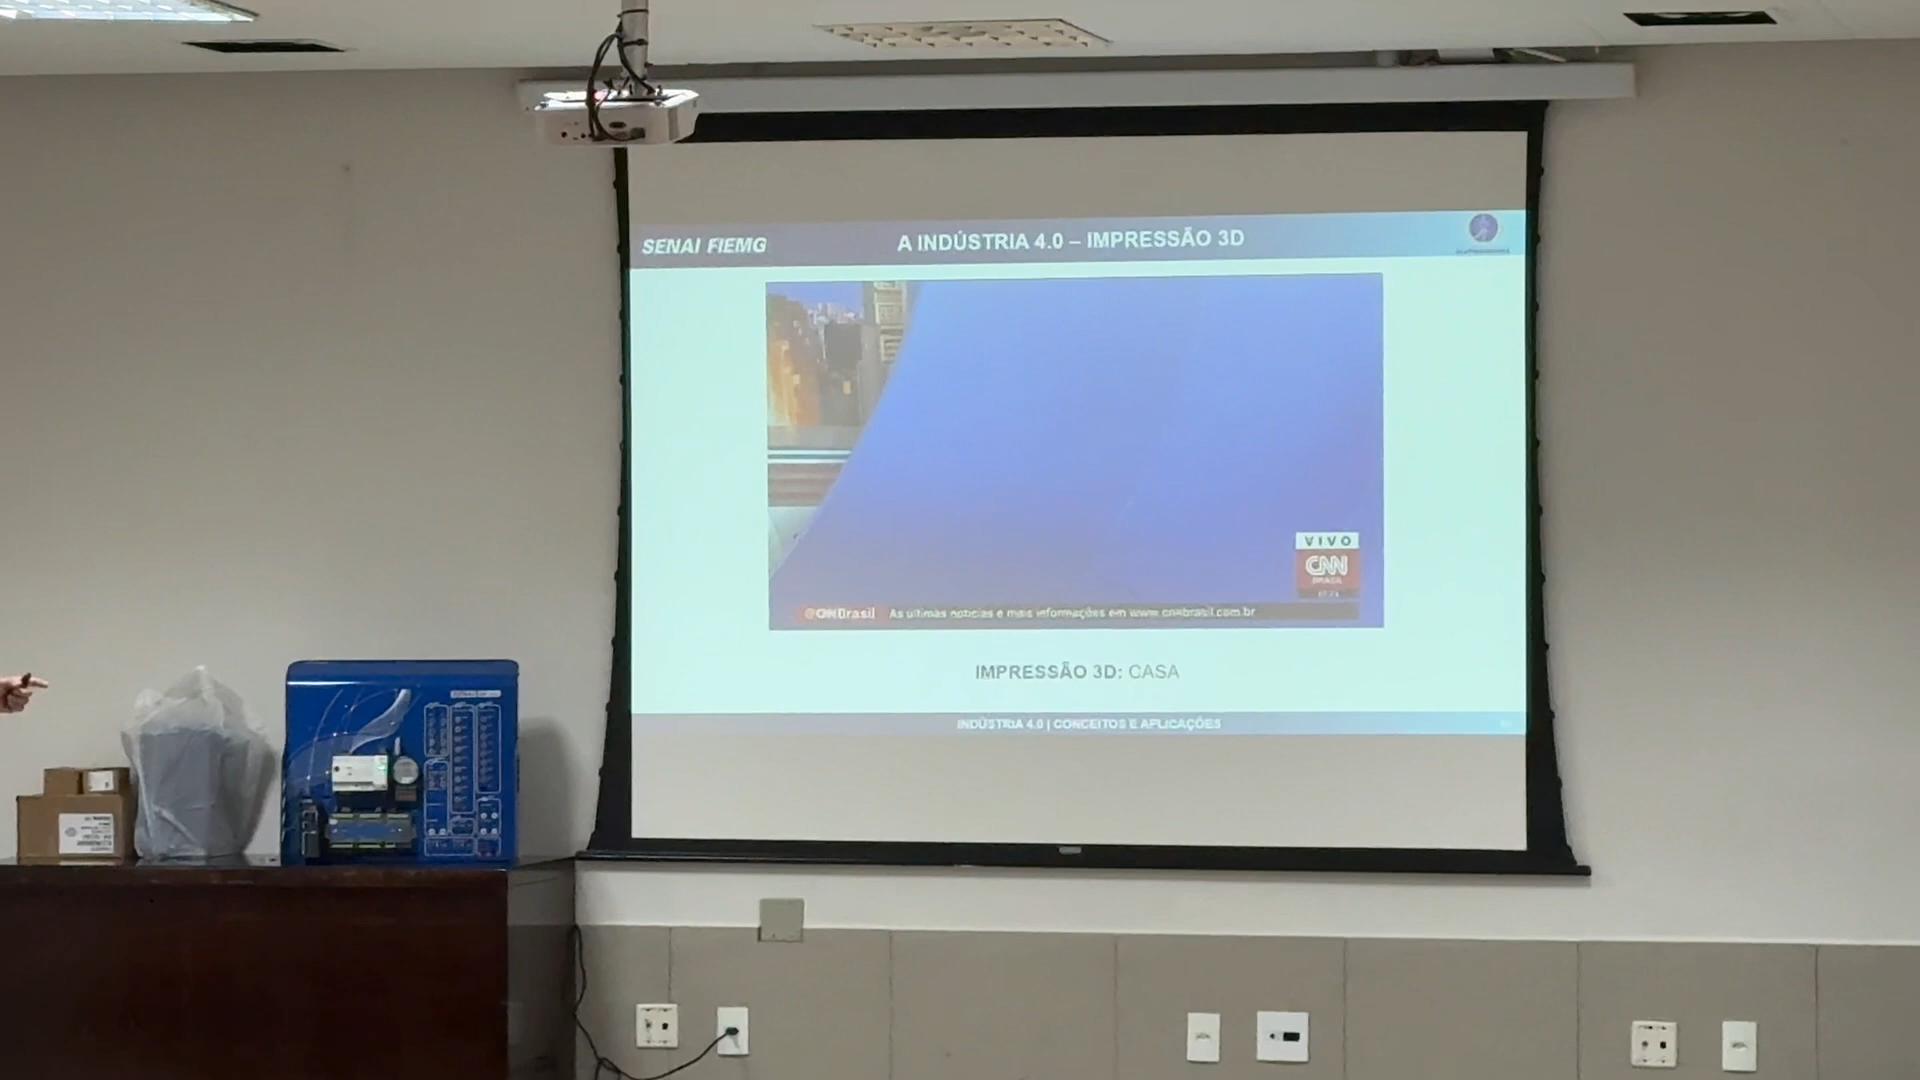 SENAI FIEMG
A INDÚSTRIA 4.0 – IMPRESSÃO 3D
VIVO
CNN
BRASIL
@CNNBrasil As últimas notícias e mais informações em www.cnnbrasil.com.br
IMPRESSÃO 3D: CASA
INDÚSTRIA 4.0 | CONCEITOS E APLICAÇÕES